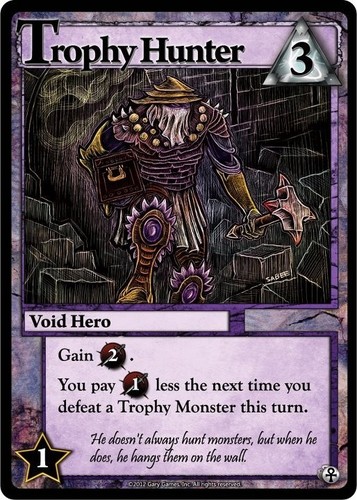 Trophy Hunter
3
SABEE
Void Hero
Gain 2.
You pay 1 less the next time you
defeat a Trophy Monster this turn.
He doesn't always hunt monsters, but when he
does, he hangs them on the wall.
1
©2012 Gary Games, Inc. All rights reserved.